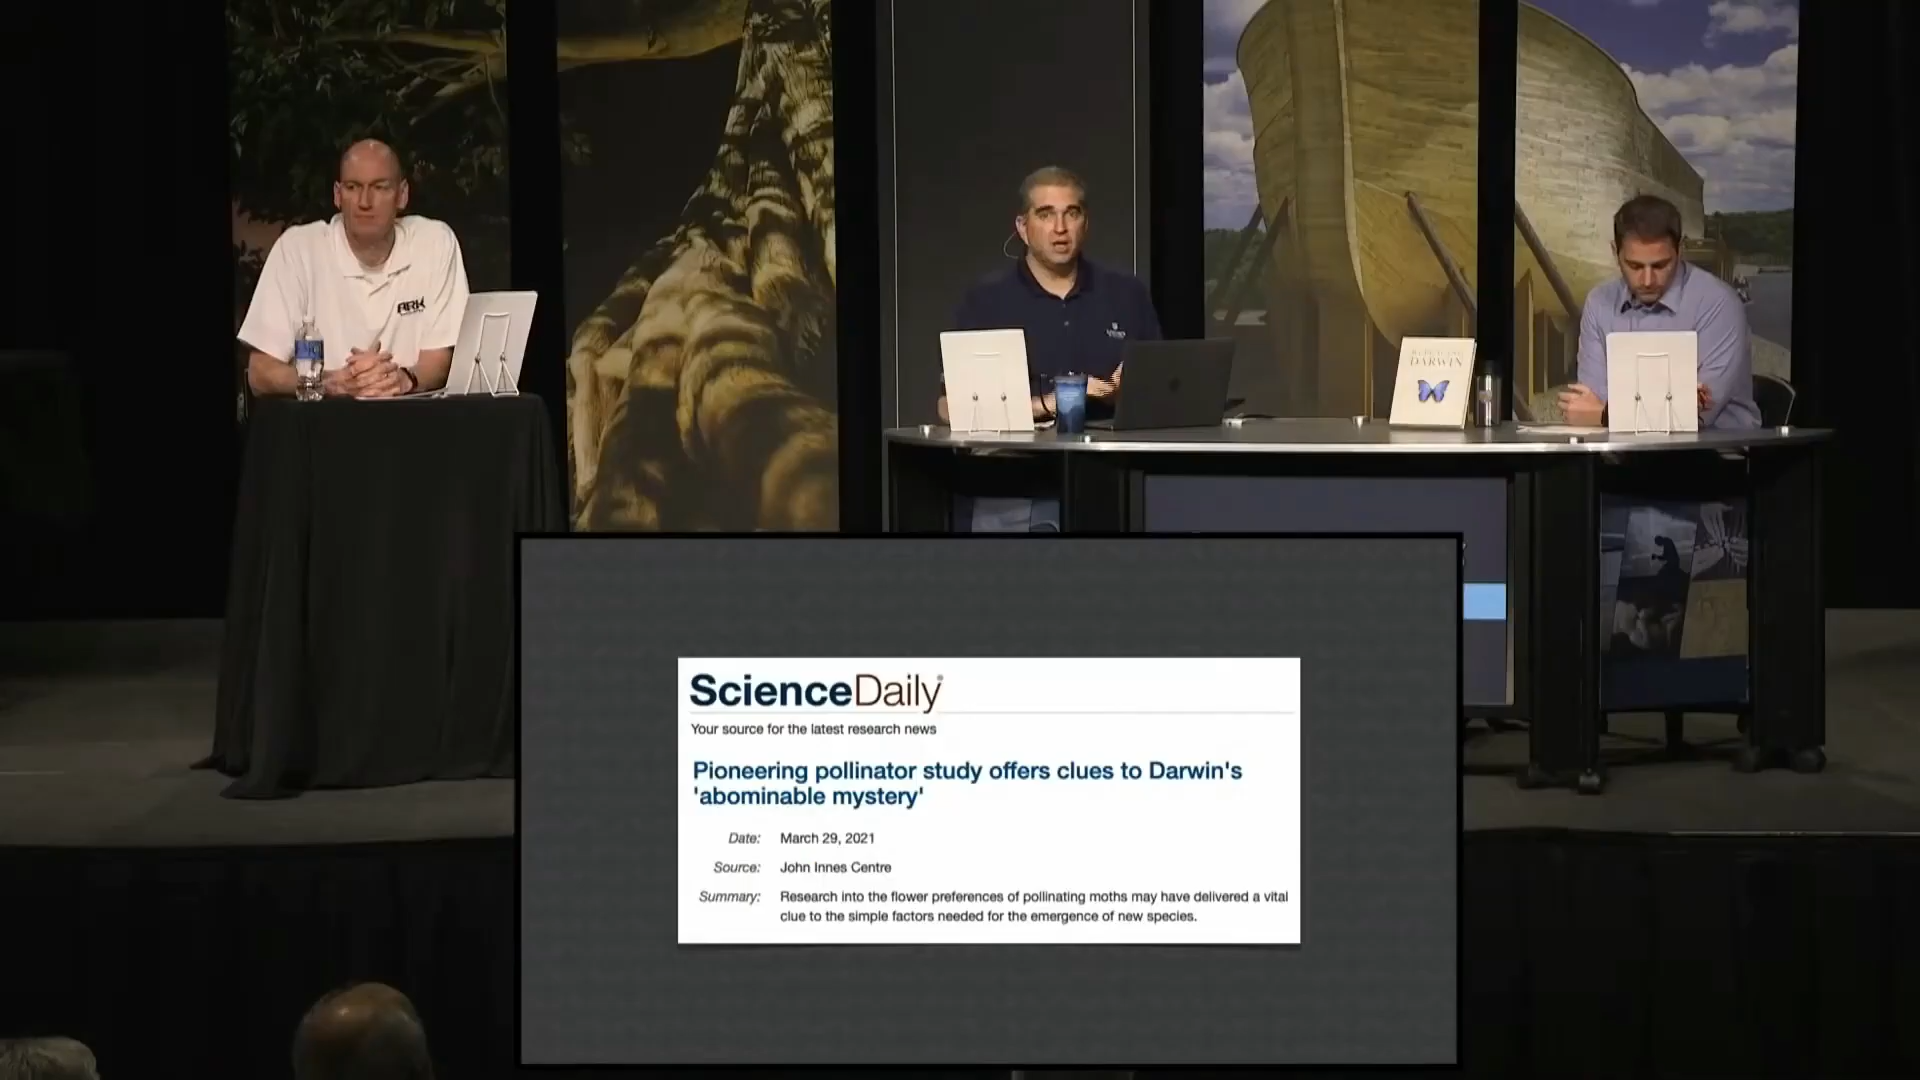 ARK
DARWIN
ScienceDaily
Your source for the latest research news
Pioneering pollinator study offers clues to Darwin's
'abominable mystery'
Date: March 29, 2021
Source: John Innes Centre
Summary: Research into the flower preferences of pollinating moths may have delivered a vital
clue to the simple factors needed for the emergence of new species.